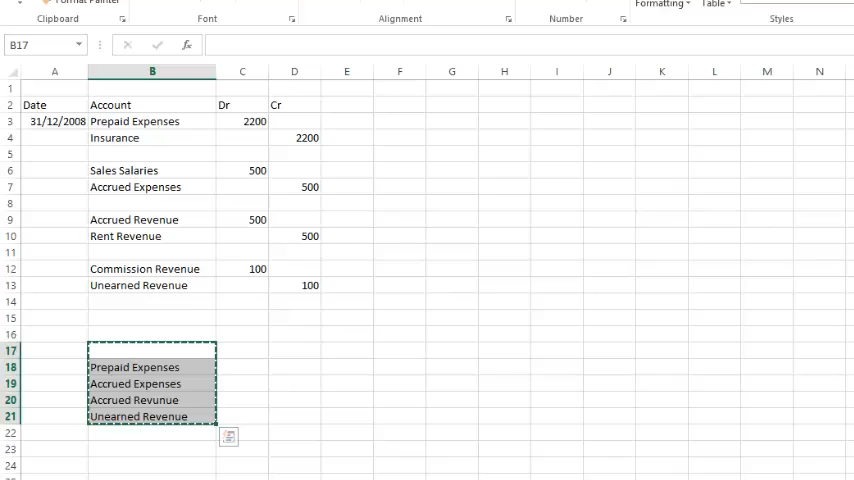 Format Painter
Formatting Table
Clipboard Font Alignment Number Styles
B17 fx
A B C D E F G H I J K L M N
1
2 Date Account Dr Cr
3 31/12/2008 Prepaid Expenses 2200
4 Insurance 2200
5
6 Sales Salaries 500
7 Accrued Expenses 500
8
9 Accrued Revenue 500
10 Rent Revenue 500
11
12 Commission Revenue 100
13 Unearned Revenue 100
14
15
16
17
18 Prepaid Expenses
19 Accrued Expenses
20 Accrued Revunue
21 Unearned Revenue
22
23
24